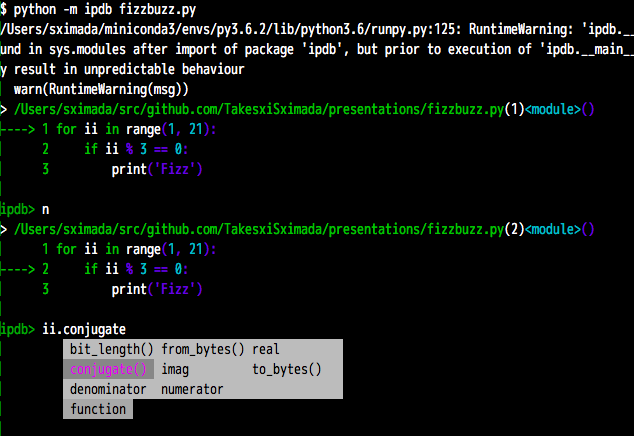 $ python -m ipdb fizzbuzz.py
/Users/sximada/miniconda3/envs/py3.6.2/lib/python3.6/runpy.py:125: RuntimeWarning: 'ipdb.__
und in sys.modules after import of package 'ipdb', but prior to execution of 'ipdb.__main__
y result in unpredictable behaviour
  warn(RuntimeWarning(msg))
> /Users/sximada/src/github.com/TakesxiSximada/presentations/fizzbuzz.py(1)<module>()
----> 1 for ii in range(1, 21):
      2     if ii % 3 == 0:
      3         print('Fizz')
ipdb> n
> /Users/sximada/src/github.com/TakesxiSximada/presentations/fizzbuzz.py(2)<module>()
      1 for ii in range(1, 21):
----> 2     if ii % 3 == 0:
      3         print('Fizz')
ipdb> ii.conjugate
bit_length() from_bytes() real
conjugate() imag to_bytes()
denominator numerator
function